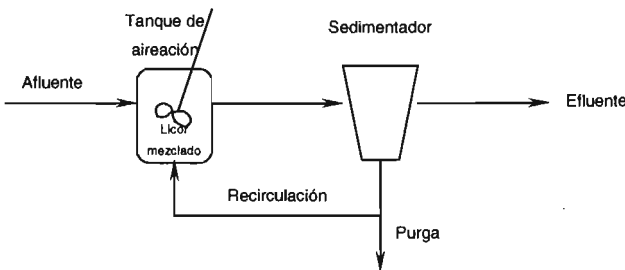 Tanque de
aireación
Sedimentador
Afluente
Efluente
Licor
mezclado
Recirculación
Purga